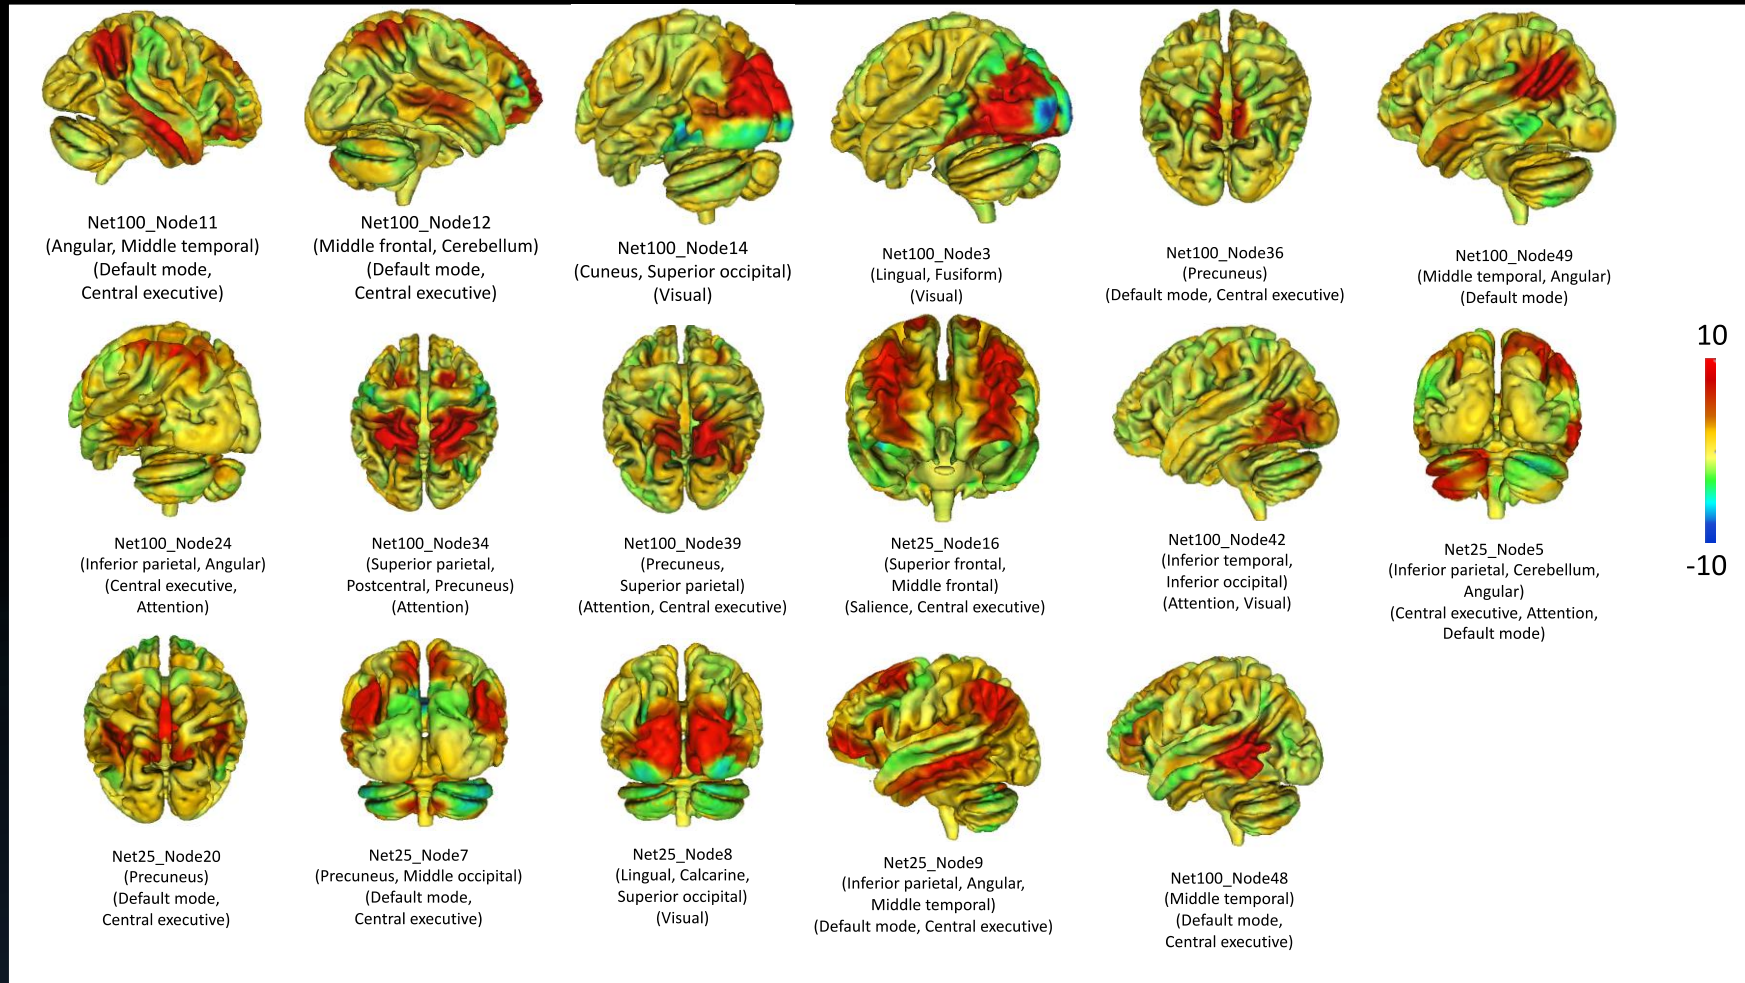 Net100_Node11
(Angular, Middle temporal)
(Default mode,
Central executive)
Net100_Node12
(Middle frontal, Cerebellum)
(Default mode,
Central executive)
Net100_Node14
(Cuneus, Superior occipital)
(Visual)
Net100_Node3
(Lingual, Fusiform)
(Visual)
Net100_Node36
(Precuneus)
(Default mode, Central executive)
Net100_Node49
(Middle temporal, Angular)
(Default mode)
10
-10
Net100_Node24
(Inferior parietal, Angular)
(Central executive,
Attention)
Net100_Node34
(Superior parietal,
Postcentral, Precuneus)
(Attention)
Net100_Node39
(Precuneus,
Superior parietal)
(Attention, Central executive)
Net25_Node16
(Superior frontal,
Middle frontal)
(Salience, Central executive)
Net100_Node42
(Inferior temporal,
Inferior occipital)
(Attention, Visual)
Net25_Node5
(Inferior parietal, Cerebellum,
Angular)
(Central executive, Attention,
Default mode)
Net25_Node20
(Precuneus)
(Default mode,
Central executive)
Net25_Node7
(Precuneus, Middle occipital)
(Default mode,
Central executive)
Net25_Node8
(Lingual, Calcarine,
Superior occipital)
(Visual)
Net25_Node9
(Inferior parietal, Angular,
Middle temporal)
(Default mode, Central executive)
Net100_Node48
(Middle temporal)
(Default mode,
Central executive)